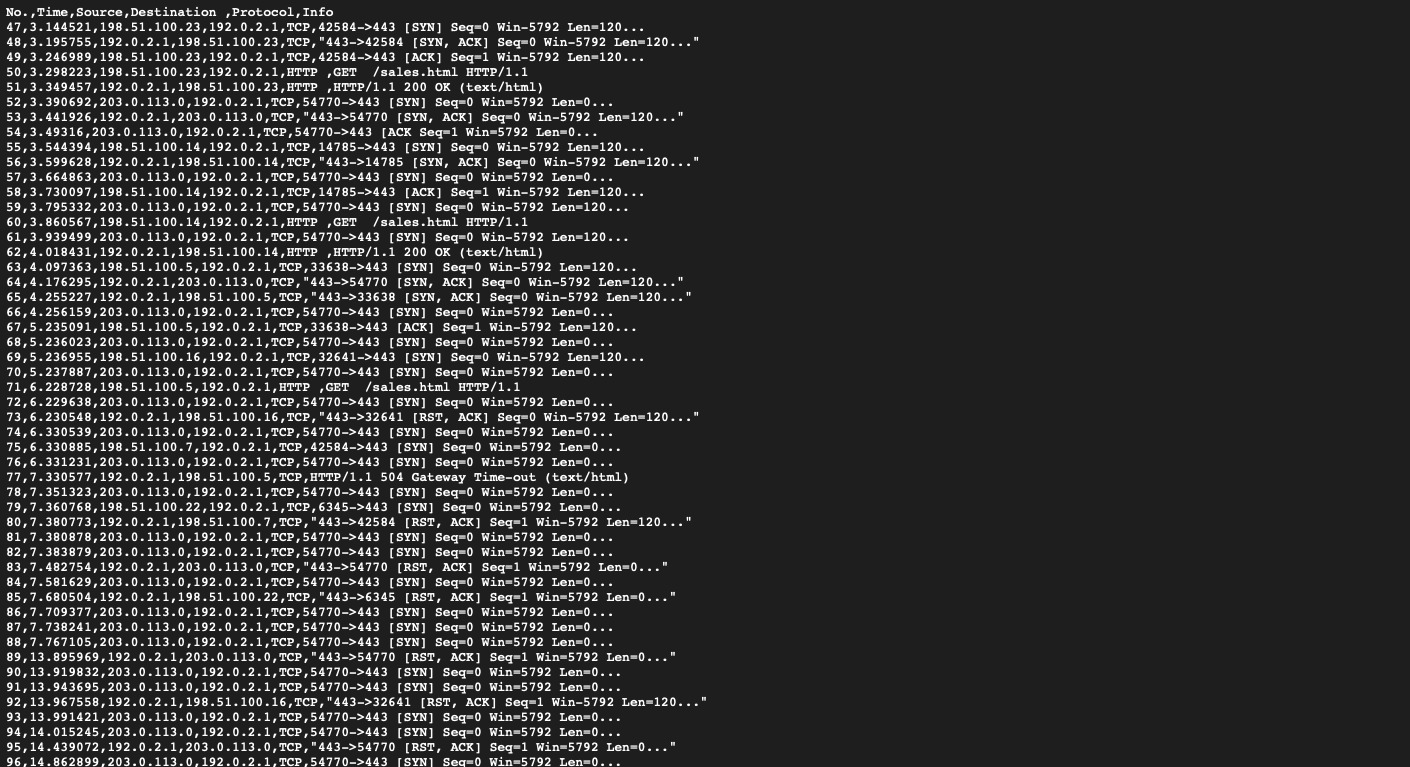 No.,Time,Source,Destination ,Protocol,Info
47,3.144521,198.51.100.23,192.0.2.1,TCP,42584->443 [SYN] Seq=0 Win-5792 Len=120...
48,3.195755,192.0.2.1,198.51.100.23,TCP,"443->42584 [SYN, ACK] Seq=0 Win-5792 Len=120..."
49,3.246989,198.51.100.23,192.0.2.1,TCP,42584->443 [ACK] Seq=1 Win-5792 Len=120...
50,3.298223,198.51.100.23,192.0.2.1,HTTP ,GET  /sales.html HTTP/1.1
51,3.349457,192.0.2.1,198.51.100.23,HTTP ,HTTP/1.1 200 OK (text/html)
52,3.390692,203.0.113.0,192.0.2.1,TCP,54770->443 [SYN] Seq=0 Win=5792 Len=0...
53,3.441926,192.0.2.1,203.0.113.0,TCP,"443->54770 [SYN, ACK] Seq=0 Win-5792 Len=120..."
54,3.49316,203.0.113.0,192.0.2.1,TCP,54770->443 [ACK Seq=1 Win=5792 Len=0...
55,3.544394,198.51.100.14,192.0.2.1,TCP,14785->443 [SYN] Seq=0 Win-5792 Len=120...
56,3.599628,192.0.2.1,198.51.100.14,TCP,"443->14785 [SYN, ACK] Seq=0 Win-5792 Len=120..."
57,3.664863,203.0.113.0,192.0.2.1,TCP,54770->443 [SYN] Seq=0 Win=5792 Len=0...
58,3.730097,198.51.100.14,192.0.2.1,TCP,14785->443 [ACK] Seq=1 Win-5792 Len=120...
59,3.795332,203.0.113.0,192.0.2.1,TCP,54770->443 [SYN] Seq=0 Win-5792 Len=120...
60,3.860567,198.51.100.14,192.0.2.1,HTTP ,GET  /sales.html HTTP/1.1
61,3.939499,203.0.113.0,192.0.2.1,TCP,54770->443 [SYN] Seq=0 Win-5792 Len=120...
62,4.018431,192.0.2.1,198.51.100.14,HTTP ,HTTP/1.1 200 OK (text/html)
63,4.097363,198.51.100.5,192.0.2.1,TCP,33638->443 [SYN] Seq=0 Win-5792 Len=120...
64,4.176295,192.0.2.1,203.0.113.0,TCP,"443->54770 [SYN, ACK] Seq=0 Win-5792 Len=120..."
65,4.255227,192.0.2.1,198.51.100.5,TCP,"443->33638 [SYN, ACK] Seq=0 Win-5792 Len=120..."
66,4.256159,203.0.113.0,192.0.2.1,TCP,54770->443 [SYN] Seq=0 Win=5792 Len=0...
67,5.235091,198.51.100.5,192.0.2.1,TCP,33638->443 [ACK] Seq=1 Win-5792 Len=120...
68,5.236023,203.0.113.0,192.0.2.1,TCP,54770->443 [SYN] Seq=0 Win=5792 Len=0...
69,5.236955,198.51.100.16,192.0.2.1,TCP,32641->443 [SYN] Seq=0 Win-5792 Len=120...
70,5.237887,203.0.113.0,192.0.2.1,TCP,54770->443 [SYN] Seq=0 Win=5792 Len=0...
71,6.228728,198.51.100.5,192.0.2.1,HTTP ,GET  /sales.html HTTP/1.1
72,6.229638,203.0.113.0,192.0.2.1,TCP,54770->443 [SYN] Seq=0 Win=5792 Len=0...
73,6.230548,192.0.2.1,198.51.100.16,TCP,"443->32641 [RST, ACK] Seq=0 Win-5792 Len=120..."
74,6.330539,203.0.113.0,192.0.2.1,TCP,54770->443 [SYN] Seq=0 Win=5792 Len=0...
75,6.330885,198.51.100.7,192.0.2.1,TCP,42584->443 [SYN] Seq=0 Win=5792 Len=0...
76,6.331231,203.0.113.0,192.0.2.1,TCP,54770->443 [SYN] Seq=0 Win=5792 Len=0...
77,7.330577,192.0.2.1,198.51.100.5,TCP,HTTP/1.1 504 Gateway Time-out (text/html)
78,7.351323,203.0.113.0,192.0.2.1,TCP,54770->443 [SYN] Seq=0 Win=5792 Len=0...
79,7.360768,198.51.100.22,192.0.2.1,TCP,6345->443 [SYN] Seq=0 Win=5792 Len=0...
80,7.380773,192.0.2.1,198.51.100.7,TCP,"443->42584 [RST, ACK] Seq=1 Win-5792 Len=120..."
81,7.380878,203.0.113.0,192.0.2.1,TCP,54770->443 [SYN] Seq=0 Win=5792 Len=0...
82,7.383879,203.0.113.0,192.0.2.1,TCP,54770->443 [SYN] Seq=0 Win=5792 Len=0...
83,7.482754,192.0.2.1,203.0.113.0,TCP,"443->54770 [RST, ACK] Seq=1 Win=5792 Len=0..."
84,7.581629,203.0.113.0,192.0.2.1,TCP,54770->443 [SYN] Seq=0 Win=5792 Len=0...
85,7.680504,192.0.2.1,198.51.100.22,TCP,"443->6345 [RST, ACK] Seq=1 Win=5792 Len=0..."
86,7.709377,203.0.113.0,192.0.2.1,TCP,54770->443 [SYN] Seq=0 Win=5792 Len=0...
87,7.738241,203.0.113.0,192.0.2.1,TCP,54770->443 [SYN] Seq=0 Win=5792 Len=0...
88,7.767105,203.0.113.0,192.0.2.1,TCP,54770->443 [SYN] Seq=0 Win=5792 Len=0...
89,13.895969,192.0.2.1,203.0.113.0,TCP,"443->54770 [RST, ACK] Seq=1 Win=5792 Len=0..."
90,13.919832,203.0.113.0,192.0.2.1,TCP,54770->443 [SYN] Seq=0 Win=5792 Len=0...
91,13.943695,203.0.113.0,192.0.2.1,TCP,54770->443 [SYN] Seq=0 Win=5792 Len=0...
92,13.967558,192.0.2.1,198.51.100.16,TCP,"443->32641 [RST, ACK] Seq=1 Win-5792 Len=120..."
93,13.991421,203.0.113.0,192.0.2.1,TCP,54770->443 [SYN] Seq=0 Win=5792 Len=0...
94,14.015245,203.0.113.0,192.0.2.1,TCP,54770->443 [SYN] Seq=0 Win=5792 Len=0...
95,14.439072,192.0.2.1,203.0.113.0,TCP,"443->54770 [RST, ACK] Seq=1 Win=5792 Len=0..."
96,14.862899,203.0.113.0,192.0.2.1,TCP,54770->443 [SYN] Seq=0 Win=5792 Len=0...